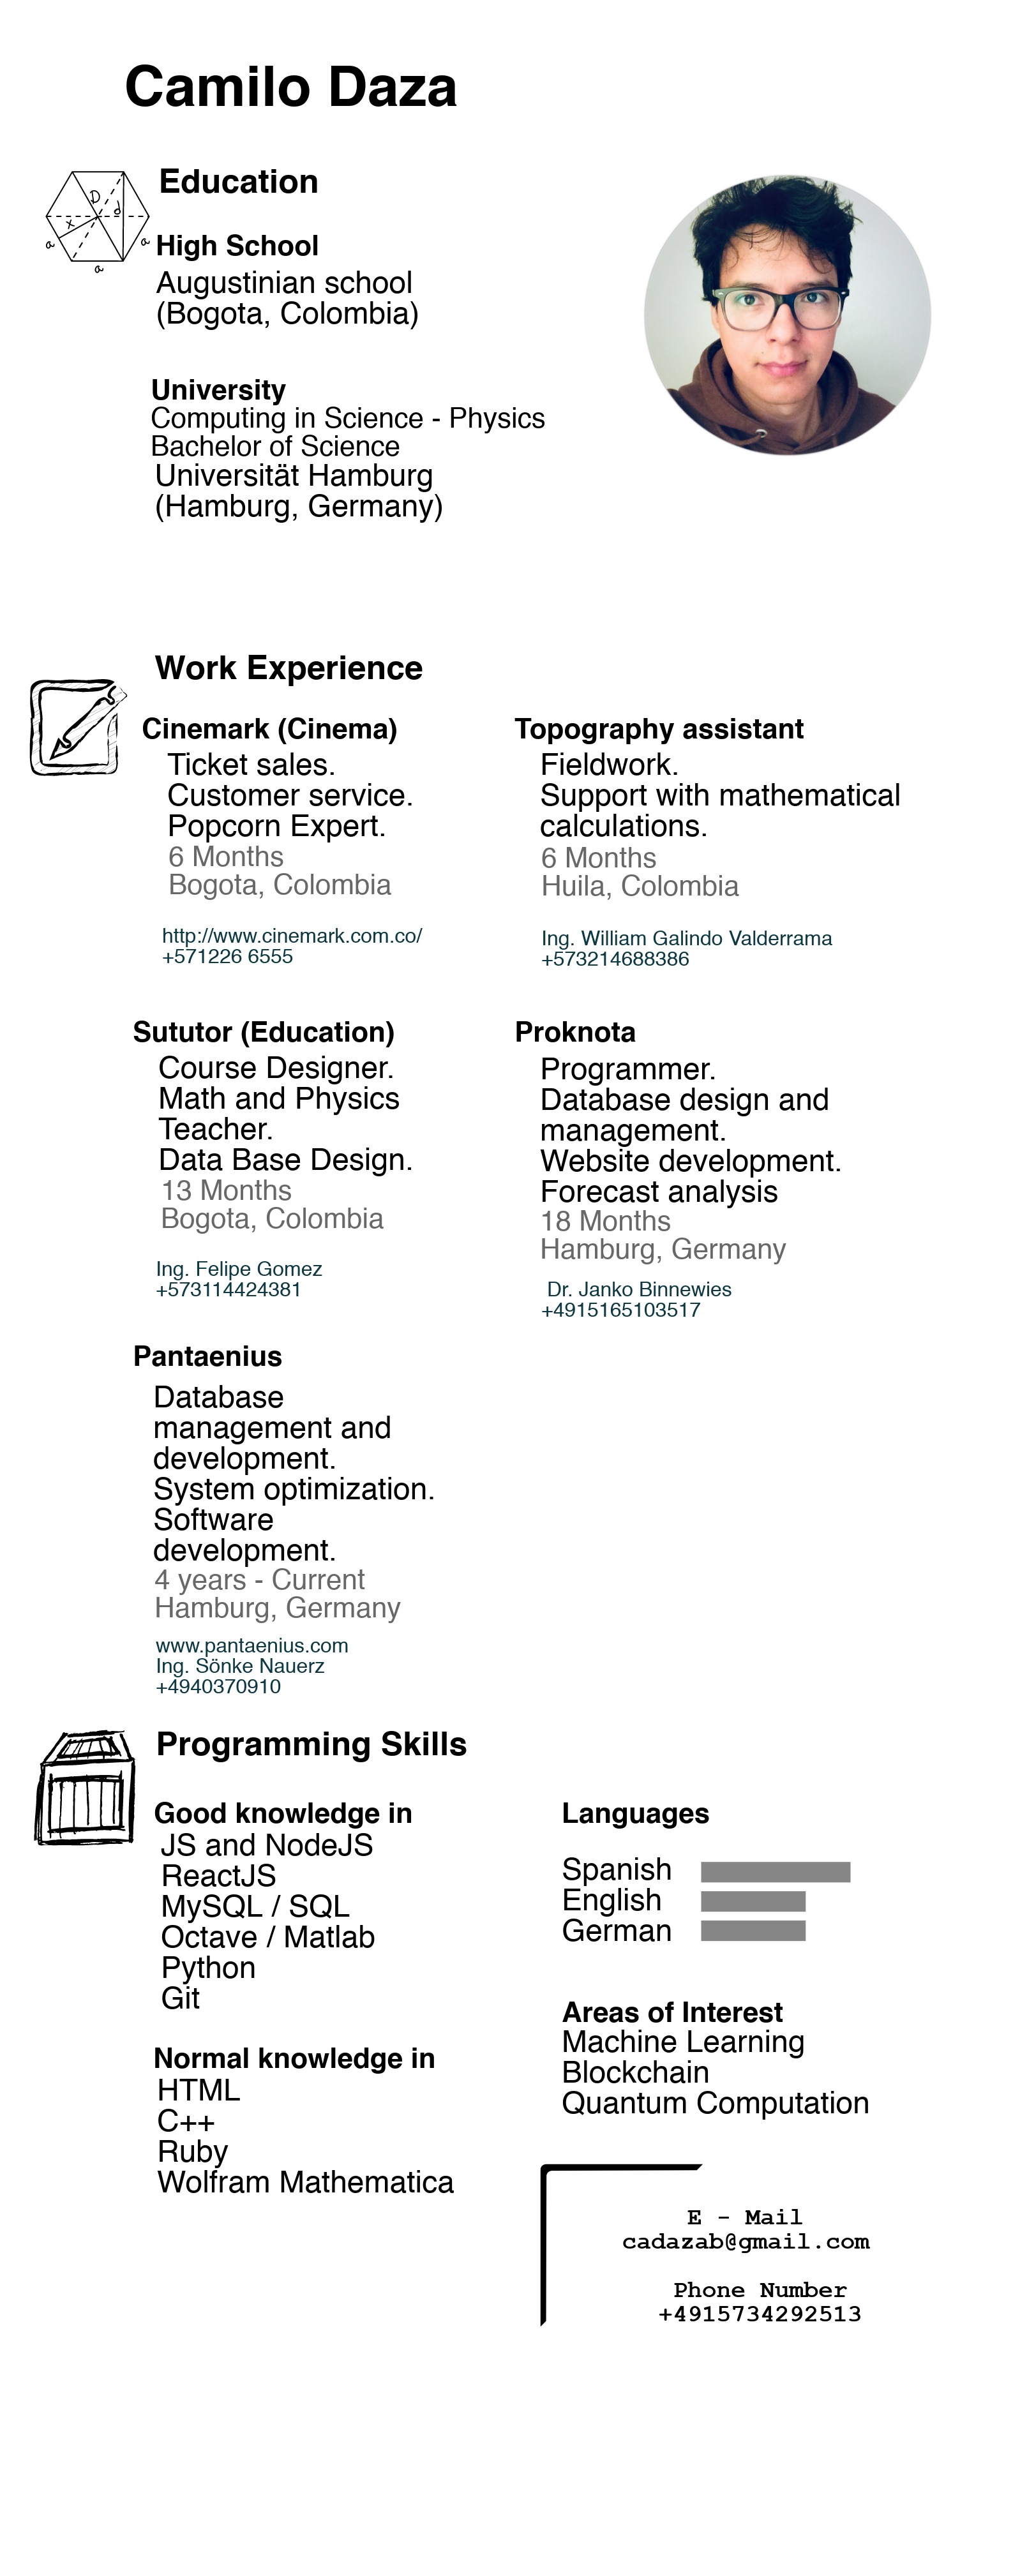 Camilo Daza
Education
High School
Augustinian school
(Bogota, Colombia)
University
Computing in Science - Physics
Bachelor of Science
Universität Hamburg
(Hamburg, Germany)
D
d
x
a
a
a
Work Experience
Cinemark (Cinema)
Ticket sales.
Customer service.
Popcorn Expert.
6 Months
Bogota, Colombia
http://www.cinemark.com.co/
+571226 6555
Topography assistant
Fieldwork.
Support with mathematical
calculations.
6 Months
Huila, Colombia
Ing. William Galindo Valderrama
+573214688386
Sututor (Education)
Course Designer.
Math and Physics
Teacher.
Data Base Design.
13 Months
Bogota, Colombia
Ing. Felipe Gomez
+573114424381
Proknota
Programmer.
Database design and
management.
Website development.
Forecast analysis
18 Months
Hamburg, Germany
Dr. Janko Binnewies
+4915165103517
Pantaenius
Database
management and
development.
System optimization.
Software
development.
4 years - Current
Hamburg, Germany
www.pantaenius.com
Ing. Sönke Nauerz
+4940370910
Programming Skills
Good knowledge in
JS and NodeJS
ReactJS
MySQL / SQL
Octave / Matlab
Python
Git
Normal knowledge in
HTML
C++
Ruby
Wolfram Mathematica
Languages
Spanish
English
German
Areas of Interest
Machine Learning
Blockchain
Quantum Computation
E - Mail
cadazab@gmail.com
Phone Number
+4915734292513